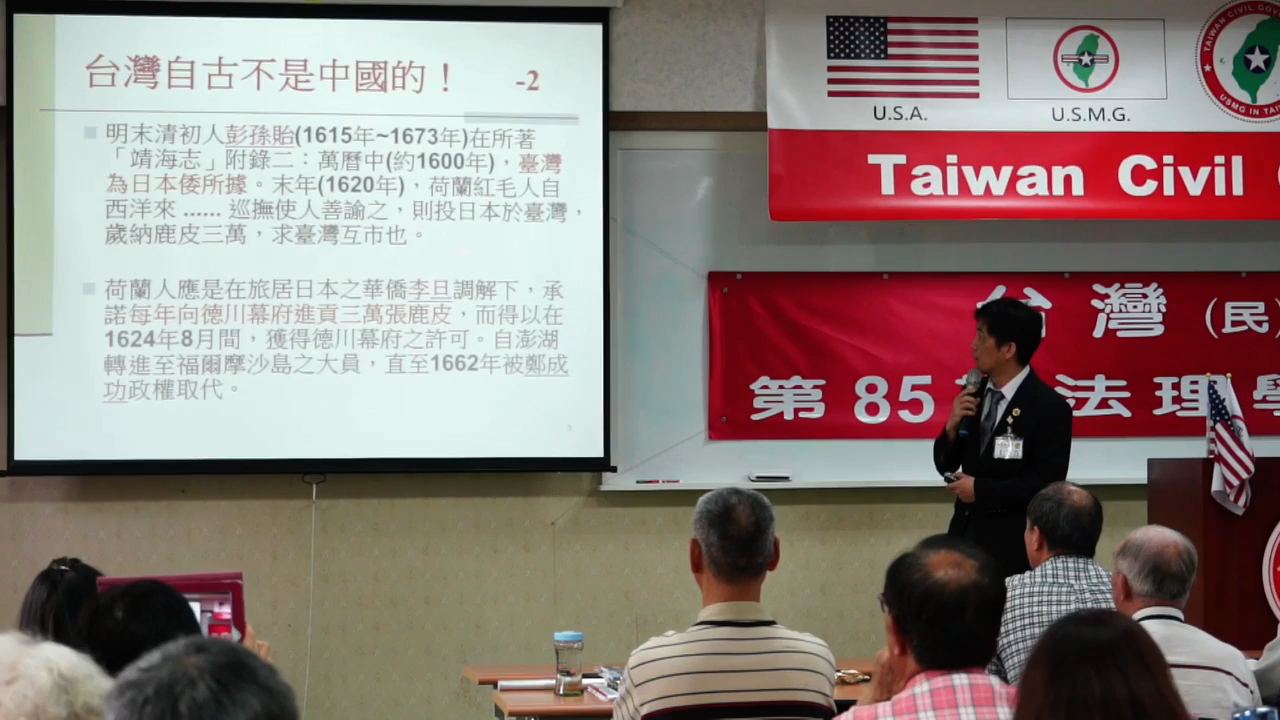 台灣自古不是中國的！ -2
明末清初人彭孫貽(1615年~1673年)在所著
「靖海志」附錄二：萬曆中(約1600年)，臺灣
為日本倭所據。末年(1620年)，荷蘭紅毛人自
西洋來 ...... 巡撫使人善諭之，則投日本於臺灣，
歲納鹿皮三萬，求臺灣互市也。
荷蘭人應是在旅居日本之華僑李旦調解下，承
諾每年向德川幕府進貢三萬張鹿皮，而得以在
1624年8月間，獲得德川幕府之許可。自澎湖
轉進至福爾摩沙島之大員，直至1662年被鄭成
功政權取代。
U.S.A.
U.S.M.G.
TAIWAN CIVIL GOV
USMG IN TAI
Taiwan Civil
台灣(民
第85 法理學